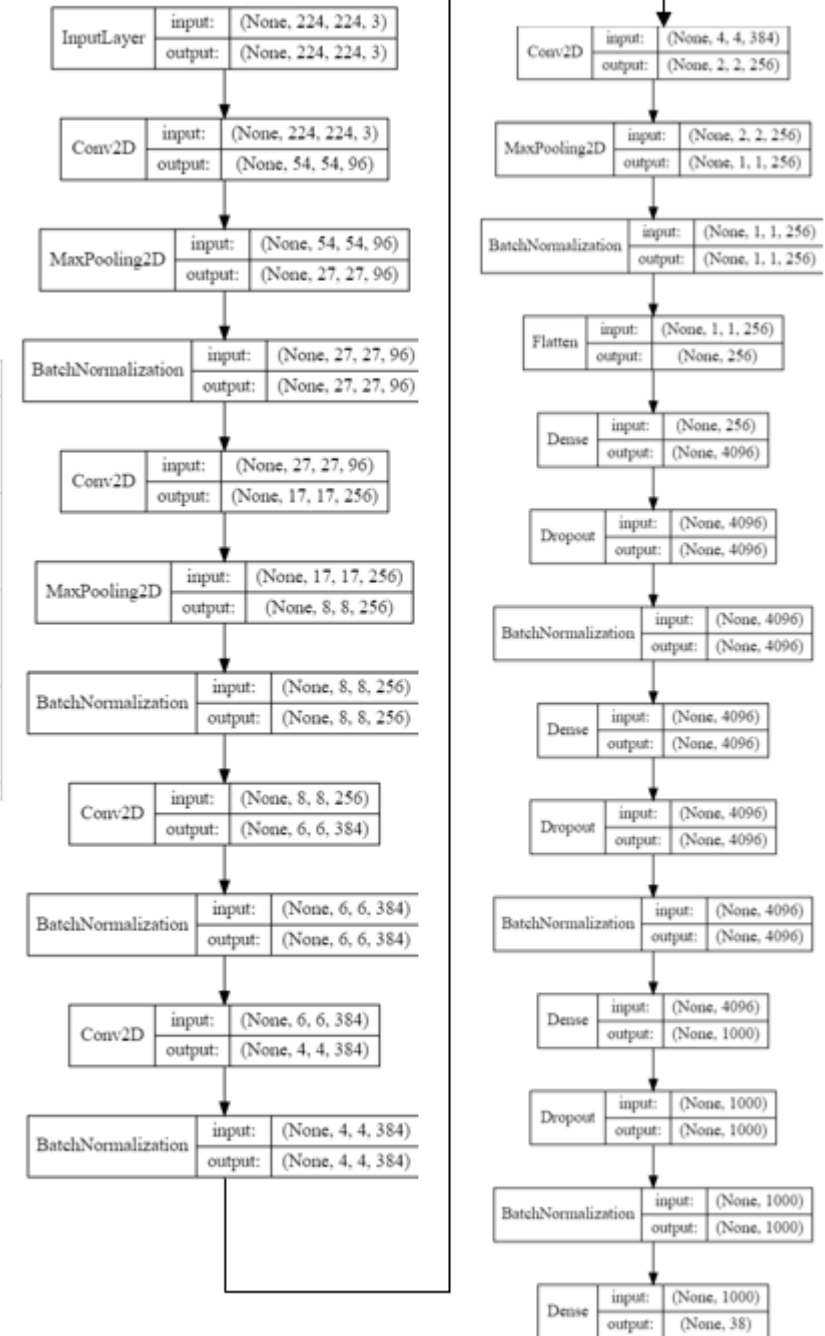 InputLayer input: (None, 224, 224, 3)
output: (None, 224, 224, 3)
Conv2D input: (None, 224, 224, 3)
output: (None, 54, 54, 96)
MaxPooling2D input: (None, 54, 54, 96)
output: (None, 27, 27, 96)
BatchNormalization input: (None, 27, 27, 96)
output: (None, 27, 27, 96)
Conv2D input: (None, 27, 27, 96)
output: (None, 17, 17, 256)
MaxPooling2D input: (None, 17, 17, 256)
output: (None, 8, 8, 256)
BatchNormalization input: (None, 8, 8, 256)
output: (None, 8, 8, 256)
Conv2D input: (None, 8, 8, 256)
output: (None, 6, 6, 384)
BatchNormalization input: (None, 6, 6, 384)
output: (None, 6, 6, 384)
Conv2D input: (None, 6, 6, 384)
output: (None, 4, 4, 384)
BatchNormalization input: (None, 4, 4, 384)
output: (None, 4, 4, 384)
Conv2D input: (None, 4, 4, 384)
output: (None, 2, 2, 256)
MaxPooling2D input: (None, 2, 2, 256)
output: (None, 1, 1, 256)
BatchNormalization input: (None, 1, 1, 256)
output: (None, 1, 1, 256)
Flatten input: (None, 1, 1, 256)
output: (None, 256)
Dense input: (None, 256)
output: (None, 4096)
Dropout input: (None, 4096)
output: (None, 4096)
BatchNormalization input: (None, 4096)
output: (None, 4096)
Dense input: (None, 4096)
output: (None, 4096)
Dropout input: (None, 4096)
output: (None, 4096)
BatchNormalization input: (None, 4096)
output: (None, 4096)
Dense input: (None, 4096)
output: (None, 1000)
Dropout input: (None, 1000)
output: (None, 1000)
BatchNormalization input: (None, 1000)
output: (None, 1000)
Dense input: (None, 1000)
output: (None, 38)